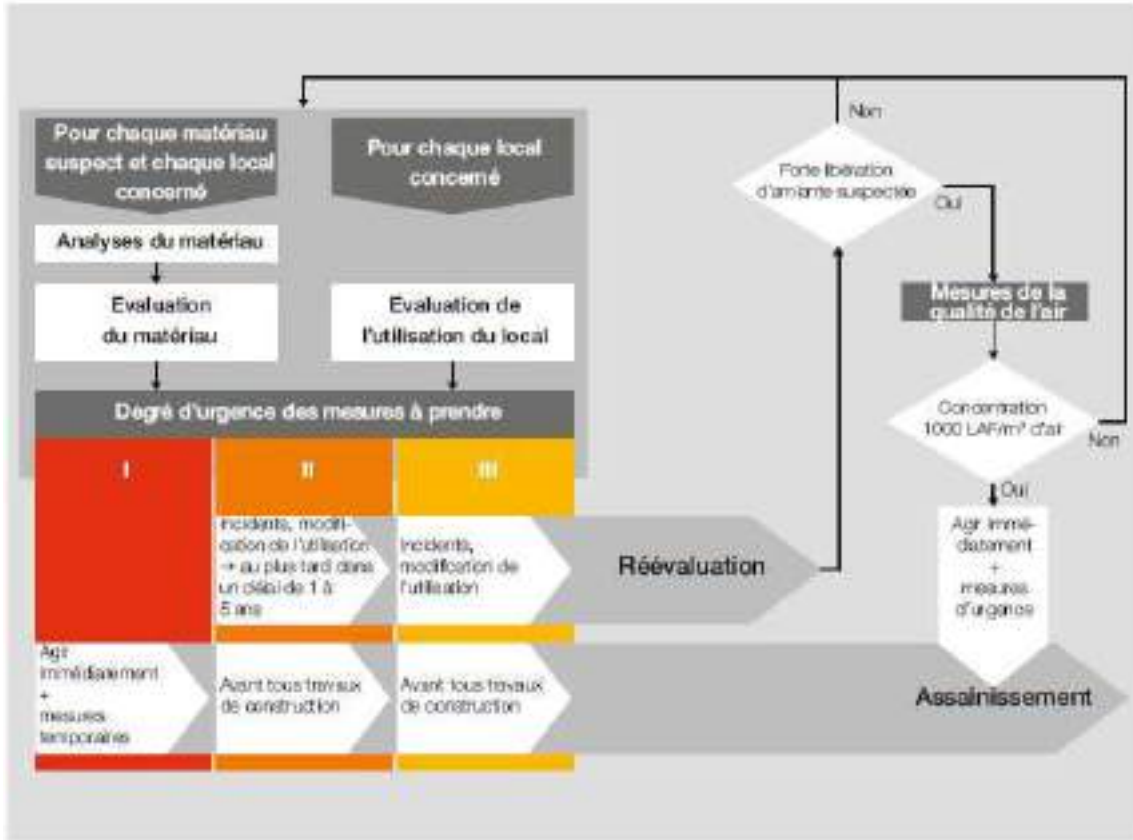 Pour chaque matériau
suspect et chaque local
concerné
Pour chaque local
concerné
Analyses du matériau
Evaluation
du matériau
Évaluation de
l'utilisation du local
Degré d'urgence des mesures à prendre
I
II
III
Incidents, modifi-
cation de l'utilisation
→ au plus tard dans
un délai de 1 à
5 ans
Incidents,
modification de
l'utilisation
Réévaluation
Agir
immédiatement
+
mesures
temporaires
Avant tous travaux
de construction
Avant tous travaux
de construction
Assainissement
Non
Forte libération
d'amiante suspectée
Oui
Mesures de la
qualité de l'air
Concentration
1000 LAF/m³ d'air
Non
Oui
Agir immé-
diatement
+
mesures
d'urgence